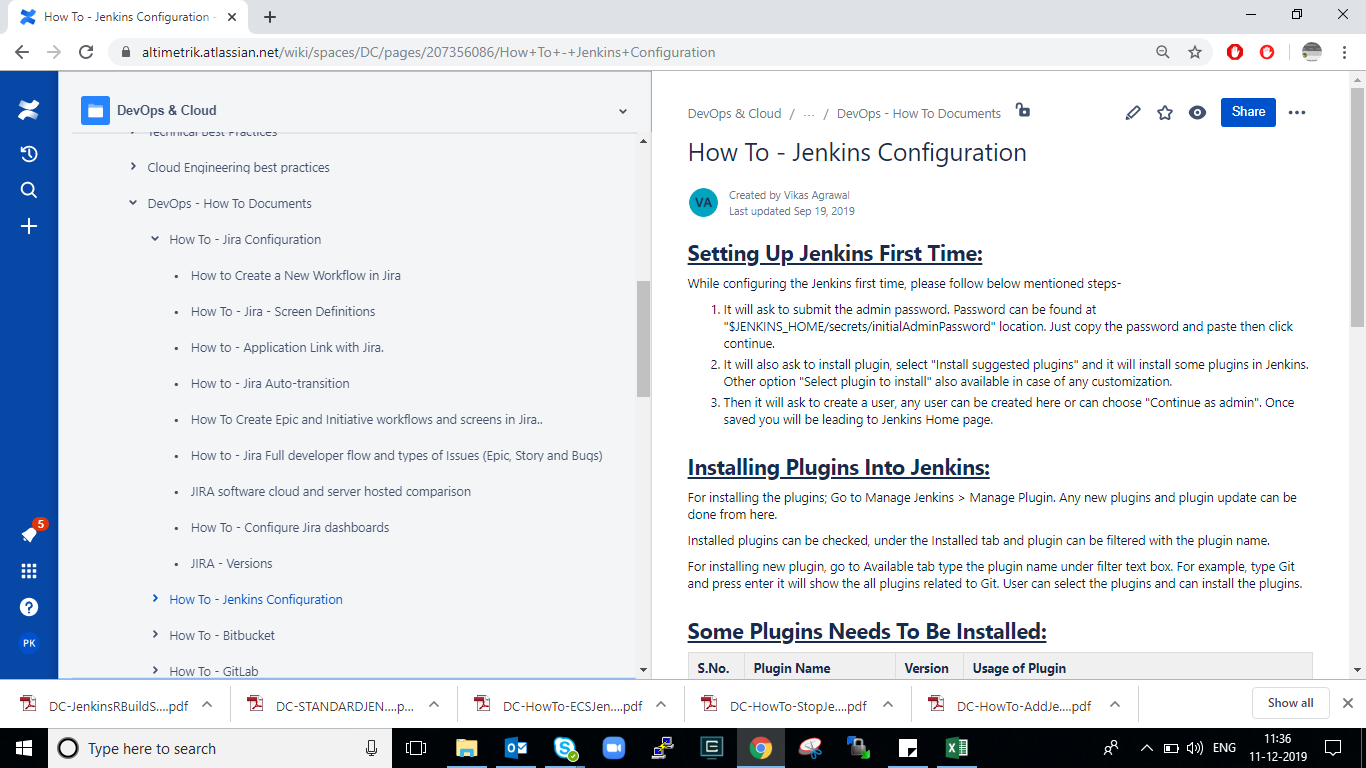 How To - Jenkins Configuration -
altimetrik.atlassian.net/wiki/spaces/DC/pages/207356086/How+To+-+Jenkins+Configuration
DevOps & Cloud
Technical Best Practices
Cloud Engineering best practices
DevOps - How To Documents
How To - Jira Configuration
How to Create a New Workflow in Jira
How To - Jira - Screen Definitions
How to - Application Link with Jira.
How to - Jira Auto-transition
How To Create Epic and Initiative workflows and screens in Jira..
How to - Jira Full developer flow and types of Issues (Epic, Story and Bugs)
JIRA software cloud and server hosted comparison
How To - Configure Jira dashboards
JIRA - Versions
How To - Jenkins Configuration
How To - Bitbucket
How To - GitLab
5
PK
DevOps & Cloud / ... / DevOps - How To Documents
Share
How To - Jenkins Configuration
VA
Created by Vikas Agrawal
Last updated Sep 19, 2019
Setting Up Jenkins First Time:
While configuring the Jenkins first time, please follow below mentioned steps-
1. It will ask to submit the admin password. Password can be found at
"$JENKINS_HOME/secrets/initialAdminPassword" location. Just copy the password and paste then click
continue.
2. It will also ask to install plugin, select "Install suggested plugins" and it will install some plugins in Jenkins.
Other option "Select plugin to install" also available in case of any customization.
3. Then it will ask to create a user, any user can be created here or can choose "Continue as admin". Once
saved you will be leading to Jenkins Home page.
Installing Plugins Into Jenkins:
For installing the plugins; Go to Manage Jenkins > Manage Plugin. Any new plugins and plugin update can be
done from here.
Installed plugins can be checked, under the Installed tab and plugin can be filtered with the plugin name.
For installing new plugin, go to Available tab type the plugin name under filter text box. For example, type Git
and press enter it will show the all plugins related to Git. User can select the plugins and can install the plugins.
Some Plugins Needs To Be Installed:
S.No. Plugin Name Version Usage of Plugin
DC-JenkinsRBuildS....pdf
DC-STANDARDJEN....p...
DC-HowTo-ECSJen....pdf
DC-HowTo-StopJe....pdf
DC-HowTo-AddJe....pdf
Show all
Type here to search
ENG
11:36
11-12-2019